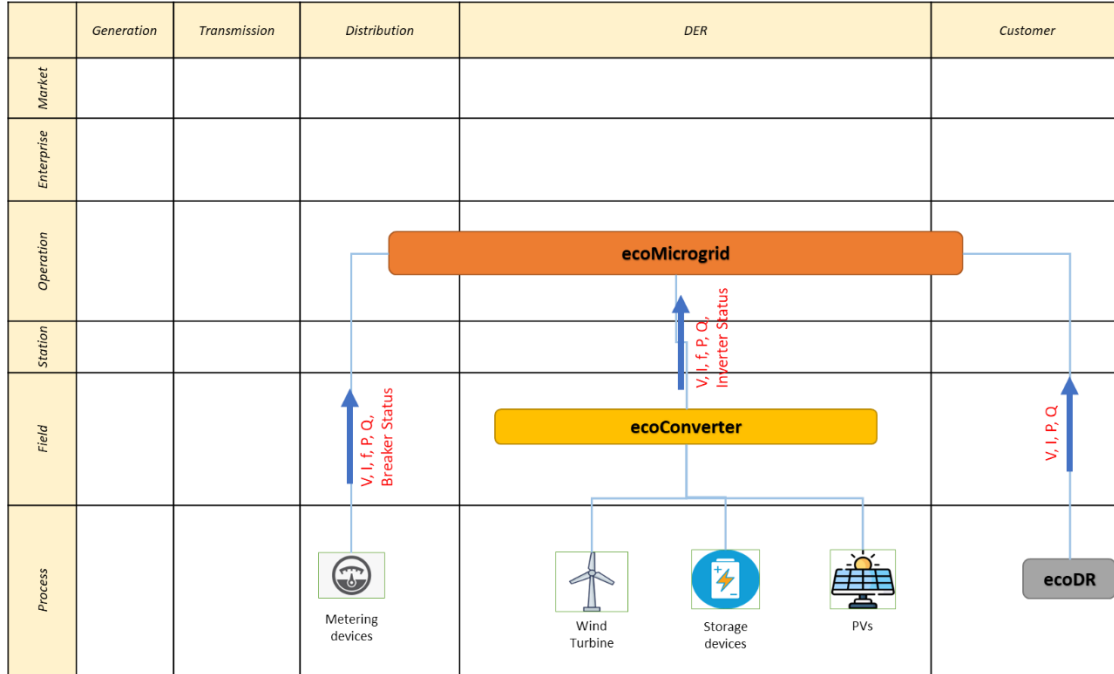 Generation
Transmission
Distribution
DER
Customer
Market
Enterprise
Operation
Station
Field
Process
ecoMicrogrid
V, I, f, P, Q,
Inverter Status
V, I, f, P, Q,
Breaker Status
ecoConverter
V, I, P, Q
Metering
devices
Wind
Turbine
Storage
devices
PVs
ecoDR